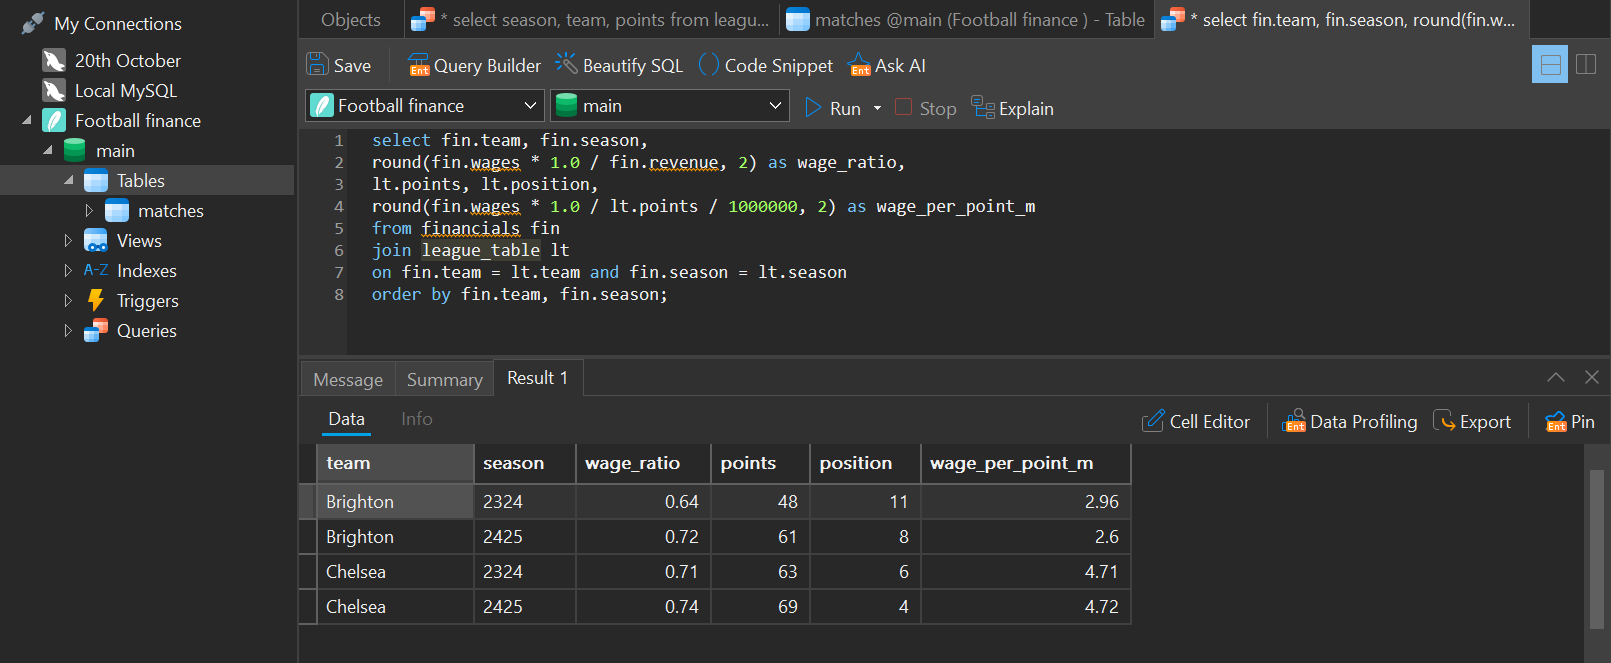 My Connections
20th October
Local MySQL
Football finance
main
Tables
matches
Views
A-Z Indexes
Triggers
Queries
Objects
* select season, team, points from leagu...
matches @main (Football finance ) - Table
* select fin.team, fin.season, round(fin.w...
Save
Ent Query Builder
Beautify SQL
() Code Snippet
Ent Ask AI
Football finance
main
Run
Stop
Explain
1 select fin.team, fin.season,
2 round(fin.wages * 1.0 / fin.revenue, 2) as wage_ratio,
3 lt.points, lt.position,
4 round(fin.wages * 1.0 / lt.points / 1000000, 2) as wage_per_point_m
5 from financials fin
6 join league_table lt
7 on fin.team = lt.team and fin.season = lt.season
8 order by fin.team, fin.season;
Message Summary Result 1
Data Info
Cell Editor
Ent Data Profiling
Export
Ent Pin
team season wage_ratio points position wage_per_point_m
Brighton 2324 0.64 48 11 2.96
Brighton 2425 0.72 61 8 2.6
Chelsea 2324 0.71 63 6 4.71
Chelsea 2425 0.74 69 4 4.72